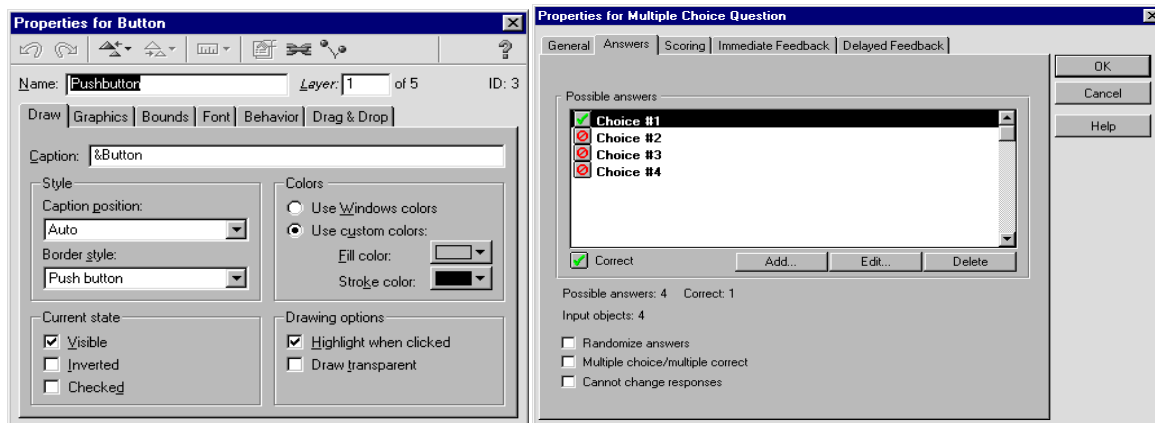 Properties for Button
Name: Pushbutton Layer: 1 of 5 ID: 3
Draw Graphics Bounds Font Behavior Drag & Drop
Caption: &Button
Style
Caption position:
Auto
Border style:
Push button
Colors
Use Windows colors
Use custom colors:
Fill color:
Stroke color:
Current state
Visible
Inverted
Checked
Drawing options
Highlight when clicked
Draw transparent
Properties for Multiple Choice Question
General Answers Scoring Immediate Feedback Delayed Feedback
OK
Cancel
Help
Possible answers
Choice #1
Choice #2
Choice #3
Choice #4
Correct Add... Edit... Delete
Possible answers: 4 Correct: 1
Input objects: 4
Randomize answers
Multiple choice/multiple correct
Cannot change responses